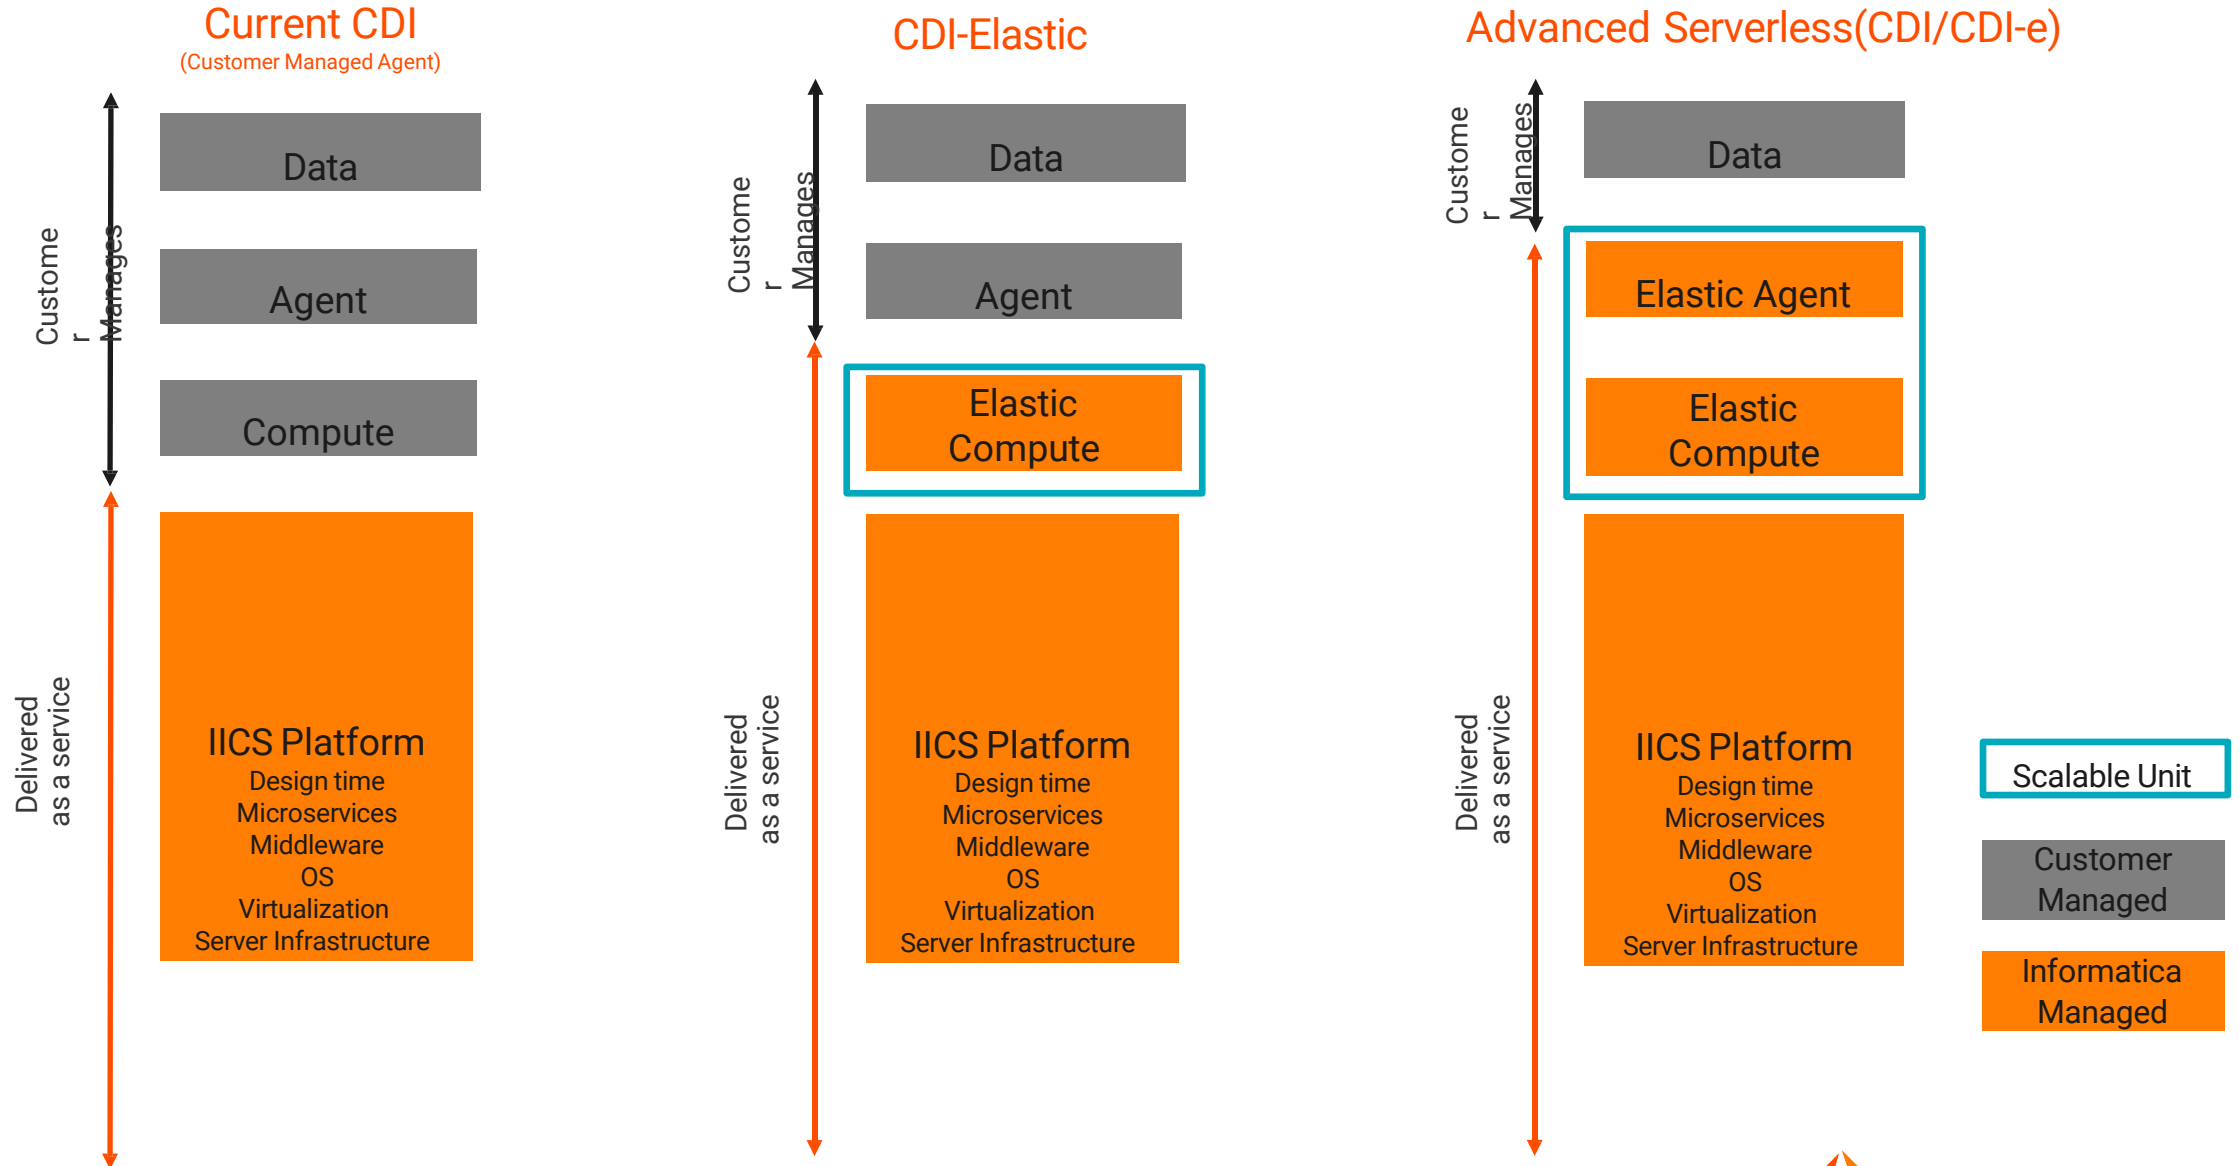 Current CDI
(Customer Managed Agent)
Custome
r
Manages
Data
Agent
Compute
Delivered
as a service
IICS Platform
Design time
Microservices
Middleware
OS
Virtualization
Server Infrastructure
CDI-Elastic
Custome
r
Manages
Data
Agent
Elastic
Compute
Delivred
as a service
IICS Platform
Design time
Microservices
Middleware
OS
Virtualization
Server Infrastructure
Advanced Serverless(CDI/CDI-e)
Custome
r
Manages
Data
Elastic Agent
Elastic
Compute
Delivered
as a service
IICS Platform
Design time
Microservices
Middleware
OS
Virtualization
Server Infrastructure
Scalable Unit
Customer
Managed
Informatica
Managed